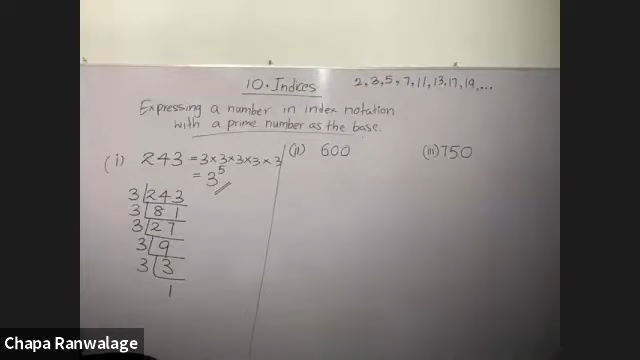 10. Indices
2, 3, 5, 7, 11, 13, 17, 19, ...
Expressing a number in index notation
with a prime number as the base.
(i) 243 = 3 × 3 × 3 × 3 × 3
= 3⁵
3 243
3 81
3 27
3 9
3 3
1
(ii) 600
(iii) 750
Chapa Ranwalage